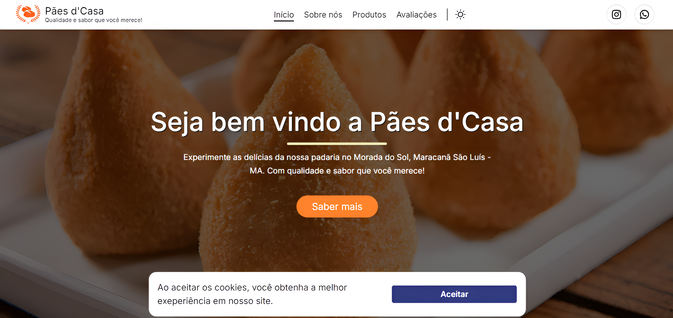 Pães d'Casa
Qualidade e sabor que você merece!
Início
Sobre nós
Produtos
Avaliações
Seja bem vindo a Pães d'Casa
Experimente as delícias da nossa padaria no Morada do Sol, Maracanã São Luís -
MA. Com qualidade e sabor que você merece!
Saber mais
Ao aceitar os cookies, você obtenha a melhor
exeperiência em nosso site.
Aceitar